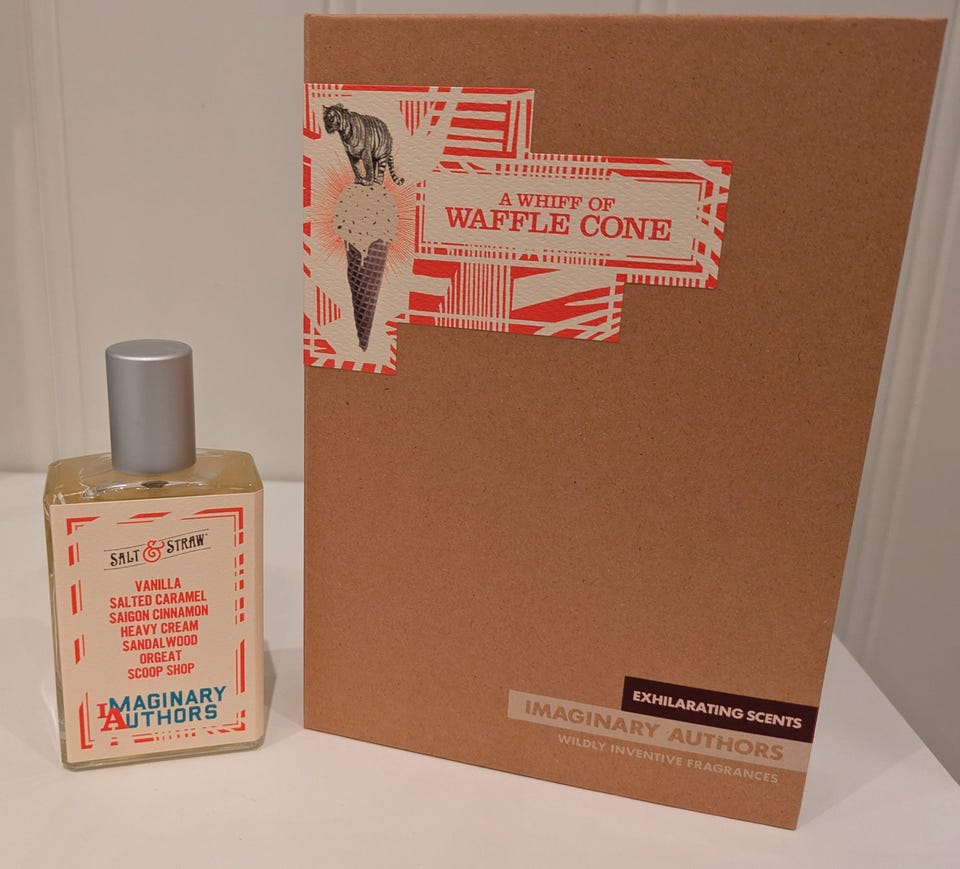 SALT & STRAW
VANILLA
SALTED CARAMEL
SAIGON CINNAMON
HEAVY CREAM
SANDALWOOD
ORGEAT
SCOOP SHOP
IMAGINARY
AUTHORS
A WHIFF OF
WAFFLE CONE
EXHILARATING SCENTS
IMAGINARY AUTHORS
WILDLY INVENTIVE FRAGRANCES